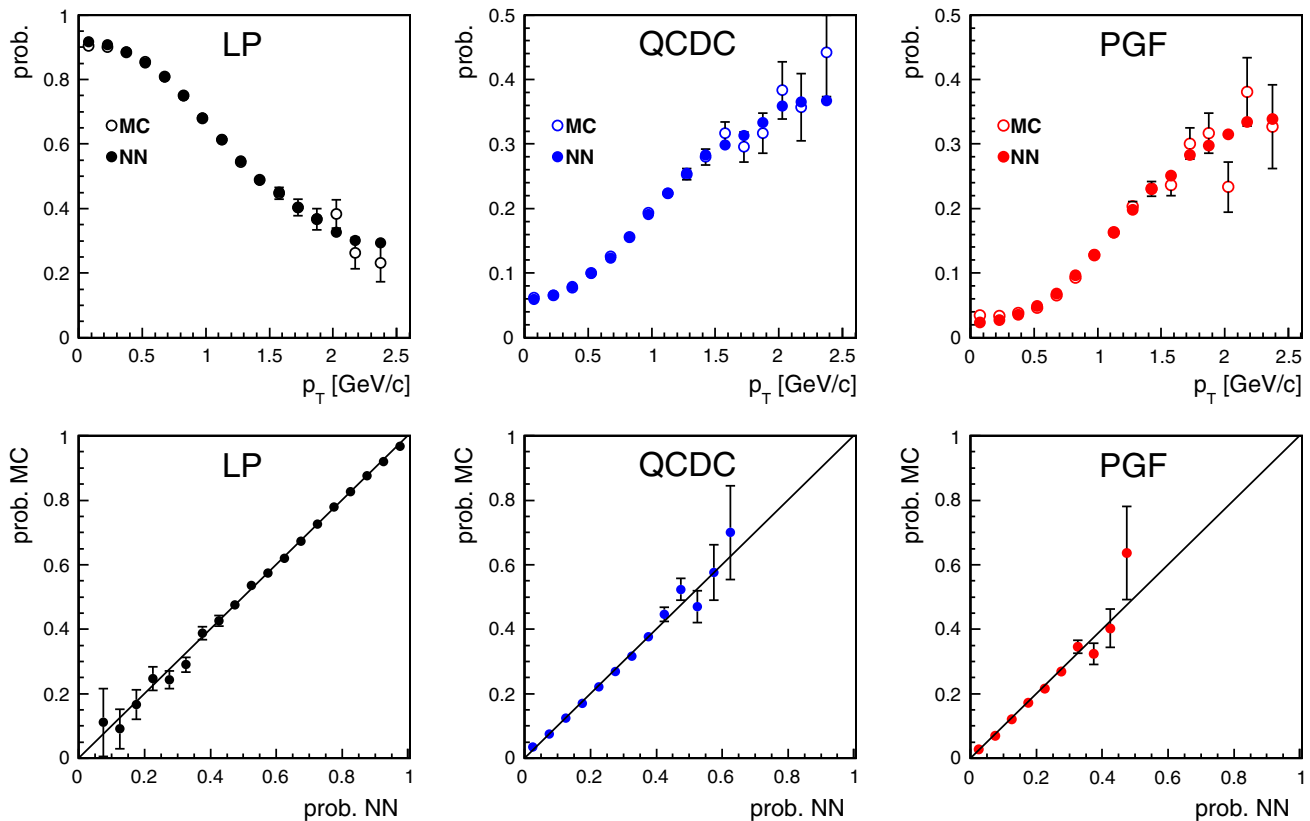 prob.
LP
MC
NN
1
0.8
0.6
0.4
0.2
0
0 0.5 1 1.5 2 2.5
p_T [GeV/c]
prob.
QCDC
MC
NN
0.5
0.4
0.3
0.2
0.1
0
0 0.5 1 1.5 2 2.5
p_T [GeV/c]
prob.
PGF
MC
NN
0.5
0.4
0.3
0.2
0.1
0
0 0.5 1 1.5 2 2.5
p_T [GeV/c]
prob. MC
LP
1
0.8
0.6
0.4
0.2
0
0 0.2 0.4 0.6 0.8 1
prob. NN
prob. MC
QCDC
1
0.8
0.6
0.4
0.2
0
0 0.2 0.4 0.6 0.8 1
prob. NN
prob. MC
PGF
1
0.8
0.6
0.4
0.2
0
0 0.2 0.4 0.6 0.8 1
prob. NN